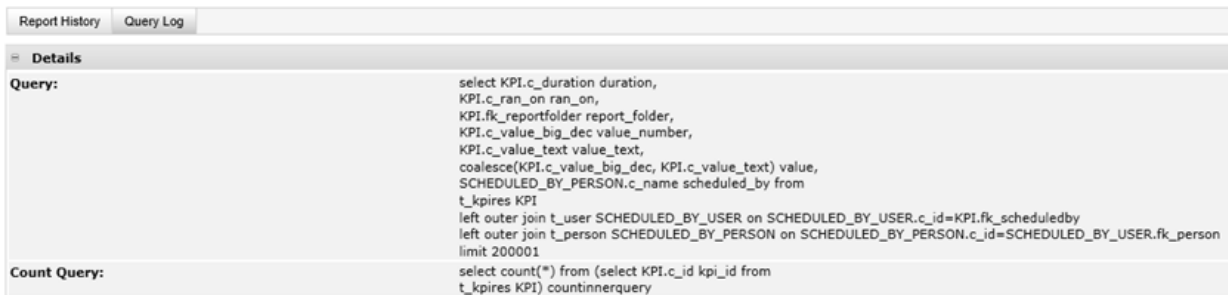 Report History Query Log
Details
Query: select KPI.c_duration duration,
KPI.c_ran_on ran_on,
KPI.fk_reportfolder report_folder,
KPI.c_value_big_dec value_number,
KPI.c_value_text value_text,
coalesce(KPI.c_value_big_dec, KPI.c_value_text) value,
SCHEDULED_BY_PERSON.c_name scheduled_by from
t_kpires KPI
left outer join t_user SCHEDULED_BY_USER on SCHEDULED_BY_USER.c_id=KPI.fk_scheduledby
left outer join t_person SCHEDULED_BY_PERSON on SCHEDULED_BY_PERSON.c_id=SCHEDULED_BY_USER.fk_person
limit 200001
Count Query: select count(*) from (select KPI.c_id kpi_id from
t_kpires KPI) countinnerquery